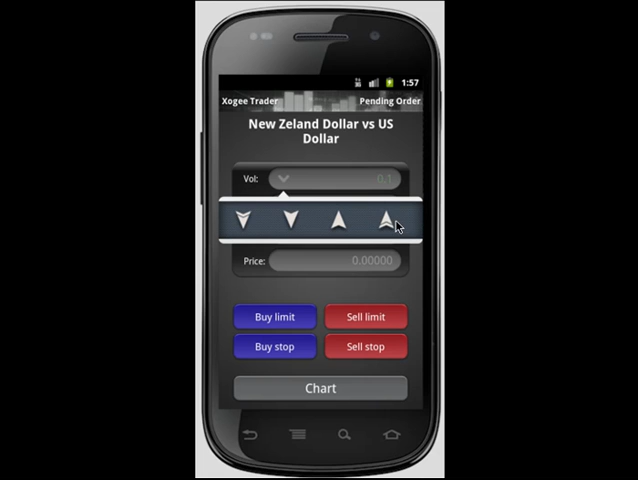 1:57
Xogee Trader Pending Order
New Zeland Dollar vs US
Dollar
Vol: 0.1
Price: 0.00000
Buy limit Sell limit
Buy stop Sell stop
Chart